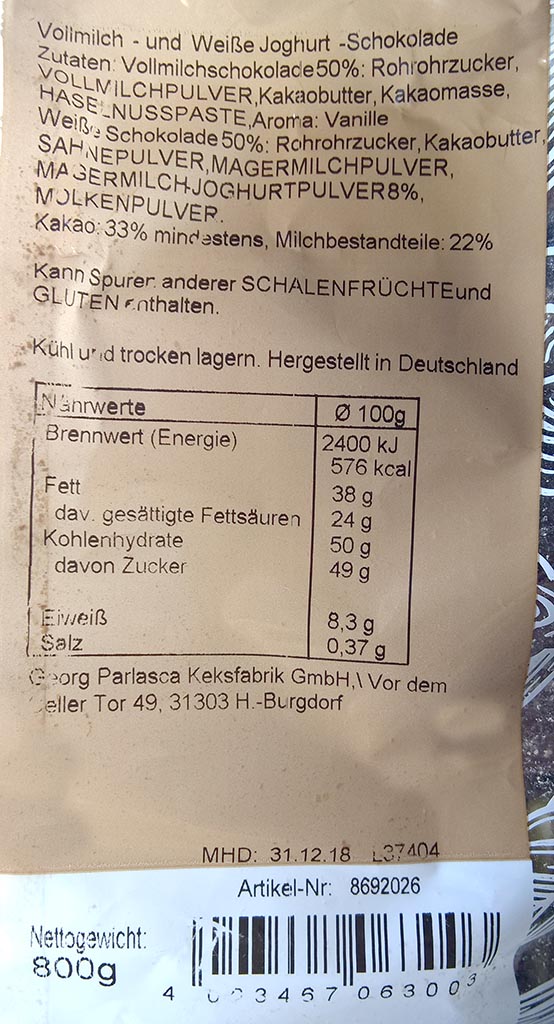 Vollmilch - und Weiße Joghurt -Schokolade
Zutaten: Vollmilchschokolade50%: Rohrohrzucker,
VOLLMILCHPULVER,Kakaobutter, Kakaomasse,
HASELNUSSPASTE,Aroma: Vanille
Weiße Schokolade 50%: Rohrohrzucker, Kakaobutter,
SAHNEPULVER,MAGERMILCHPULVER,
MAGERMILCHJOGHURTPULVER8%,
MOLKENPULVER.
Kakao: 33% mindestens, Milchbestandteile: 22%
Kann Spuren anderer SCHALENFRÜCHTEund
GLUTEN enthalten.
Kühl und trocken lagern. Hergestellt in Deutschland
Nährwerte Ø 100g
Brennwert (Energie) 2400 kJ
576 kcal
Fett 38 g
dav. gesättigte Fettsäuren 24 g
Kohlenhydrate 50 g
davon Zucker 49 g
Eiweiß 8,3 g
Salz 0,37 g
Georg Parlasca Keksfabrik GmbH,\ Vor dem
Celler Tor 49, 31303 H.-Burgdorf
MHD: 31.12.18 L37404
Artikel-Nr: 8692026
Nettogewicht:
800g
4 3467 063003